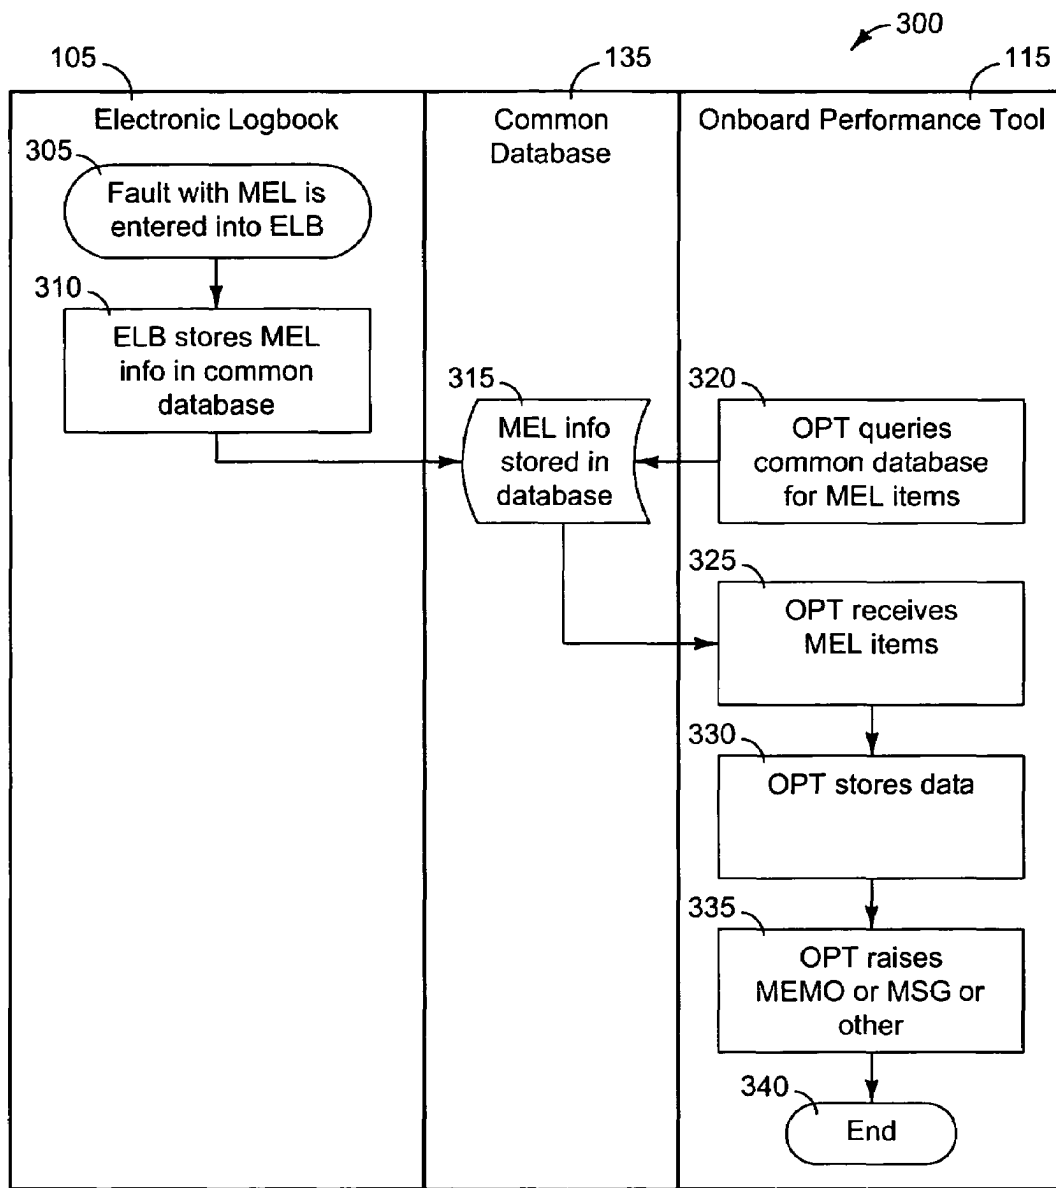 300
105
135
115
Electronic Logbook
Common
Database
Onboard Performance Tool
305
Fault with MEL is
entered into ELB
310
ELB stores MEL
info in common
database
315
MEL info
stored in
database
320
OPT queries
common database
for MEL items
325
OPT receives
MEL items
330
OPT stores data
335
OPT raises
MEMO or MSG or
other
340
End